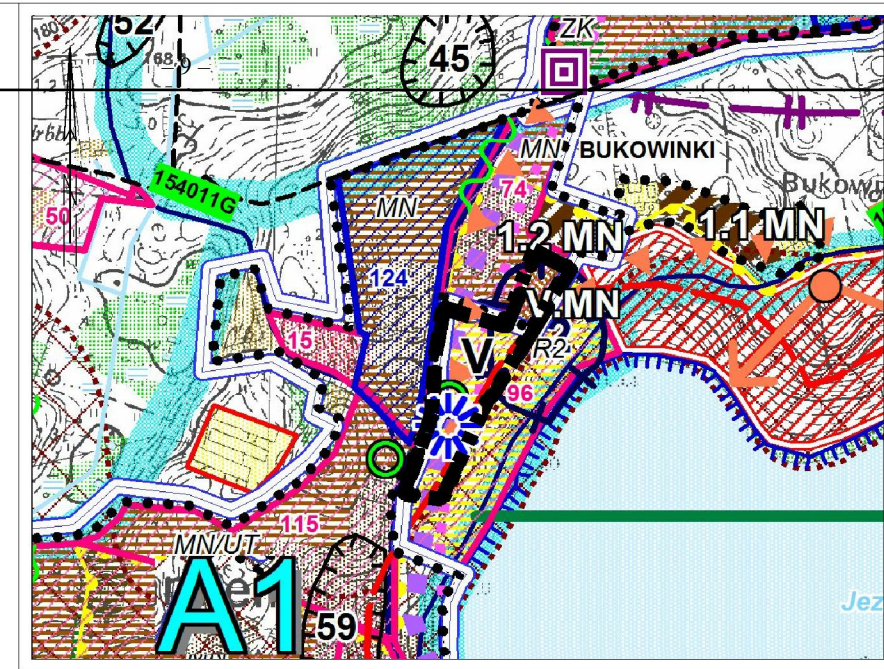 52
180
168.9
45
ZK
MN
BUKOWINKI
154011G
50
MN
74
1.2 MN
1.1 MN
124
V.MN
15
V
R2
96
115
MN/UT
A1
59
Jez